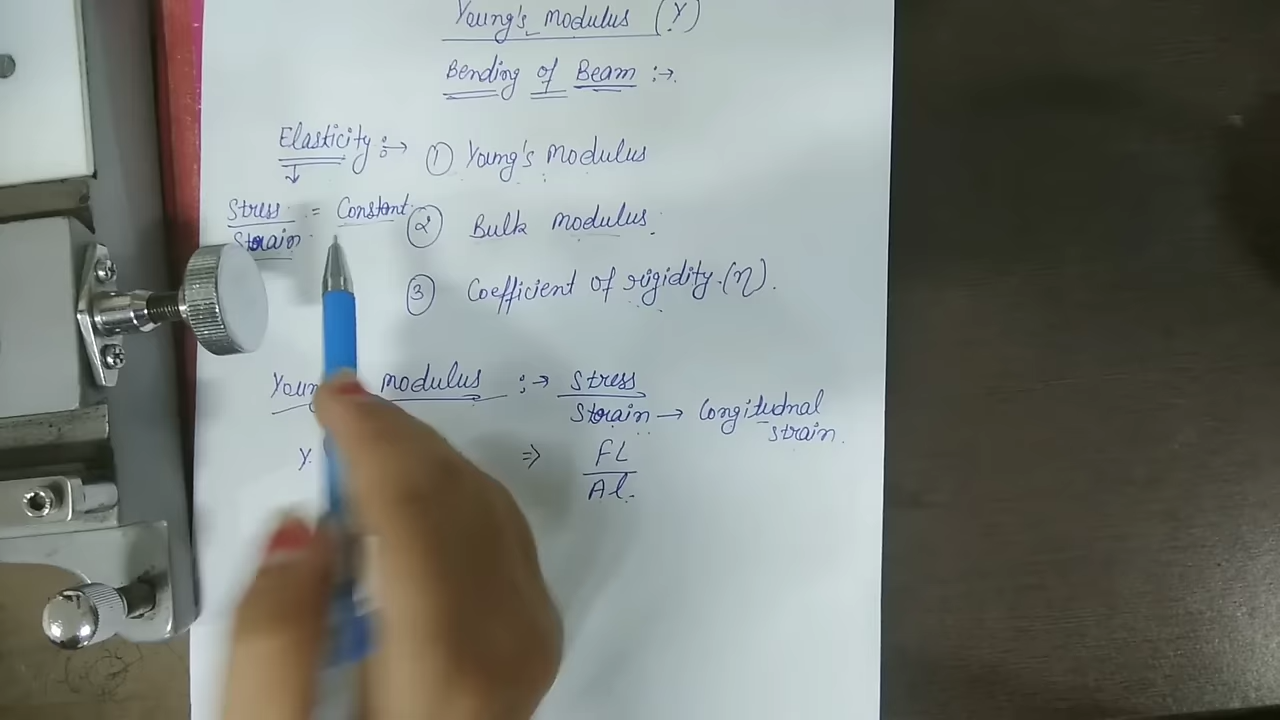 Young's modulus (Y)
Bending of Beam :→
Elasticity :→ ① Young's Modulus
↓
Stress / Strain = Constant
② Bulk modulus.
③ Coefficient of rigidity. (η).
modulus :→ Stress / Strain → Longitudnal strain.
Y. ⇒ FL / Al.